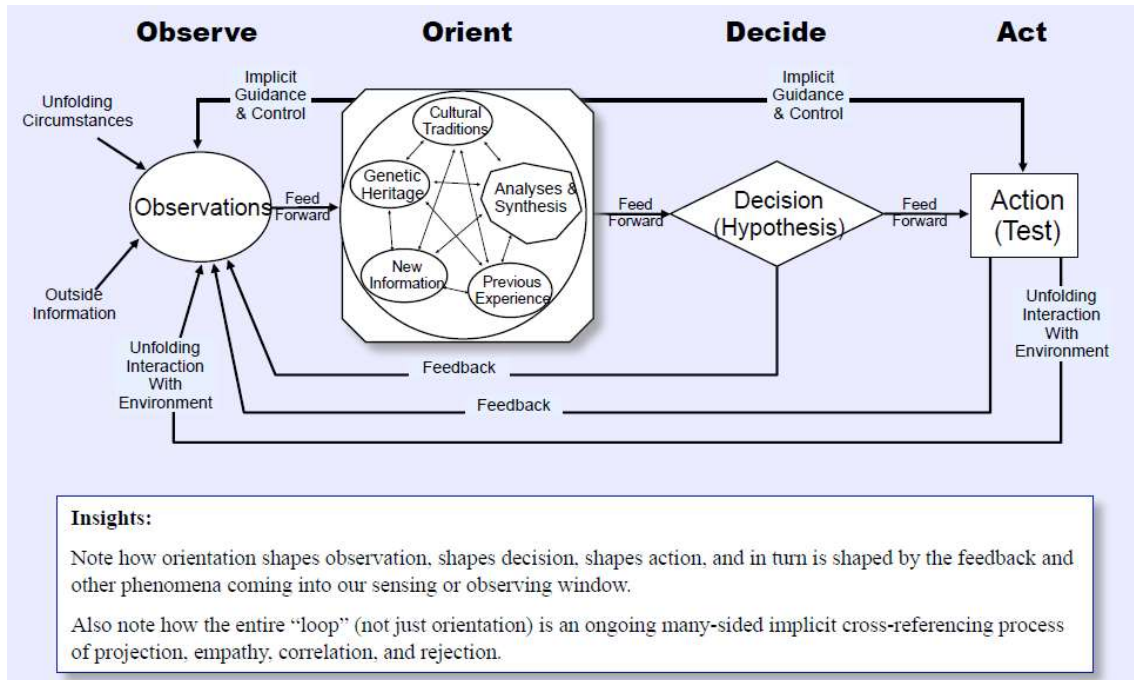 Observe
Orient
Decide
Act
Implicit
Guidance
& Control
Implicit
Guidance
& Control
Unfolding
Circumstances
Cultural
Traditions
Genetic
Heritage
Analyses &
Synthesis
New
Information
Previous
Experience
Observations
Feed
Forward
Feed
Forward
Decision
(Hypothesis)
Feed
Forward
Action
(Test)
Outside
Information
Unfolding
Interaction
With
Environment
Unfolding
Interaction
With
Environment
Feedback
Feedback
Insights:
Note how orientation shapes observation, shapes decision, shapes action, and in turn is shaped by the feedback and
other phenomena coming into our sensing or observing window.
Also note how the entire “loop” (not just orientation) is an ongoing many-sided implicit cross-referencing process
of projection, empathy, correlation, and rejection.